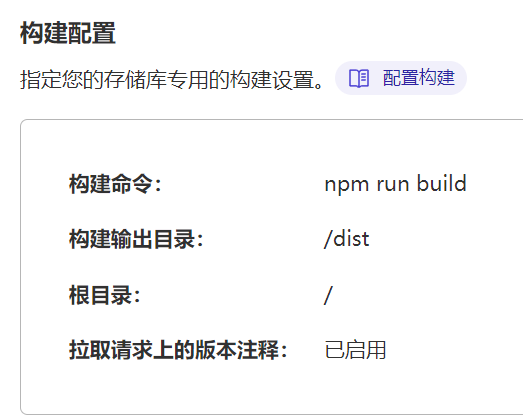 构建配置
指定您的存储库专用的构建设置。 配置构建
构建命令： npm run build
构建输出目录： /dist
根目录： /
拉取请求上的版本注释： 已启用